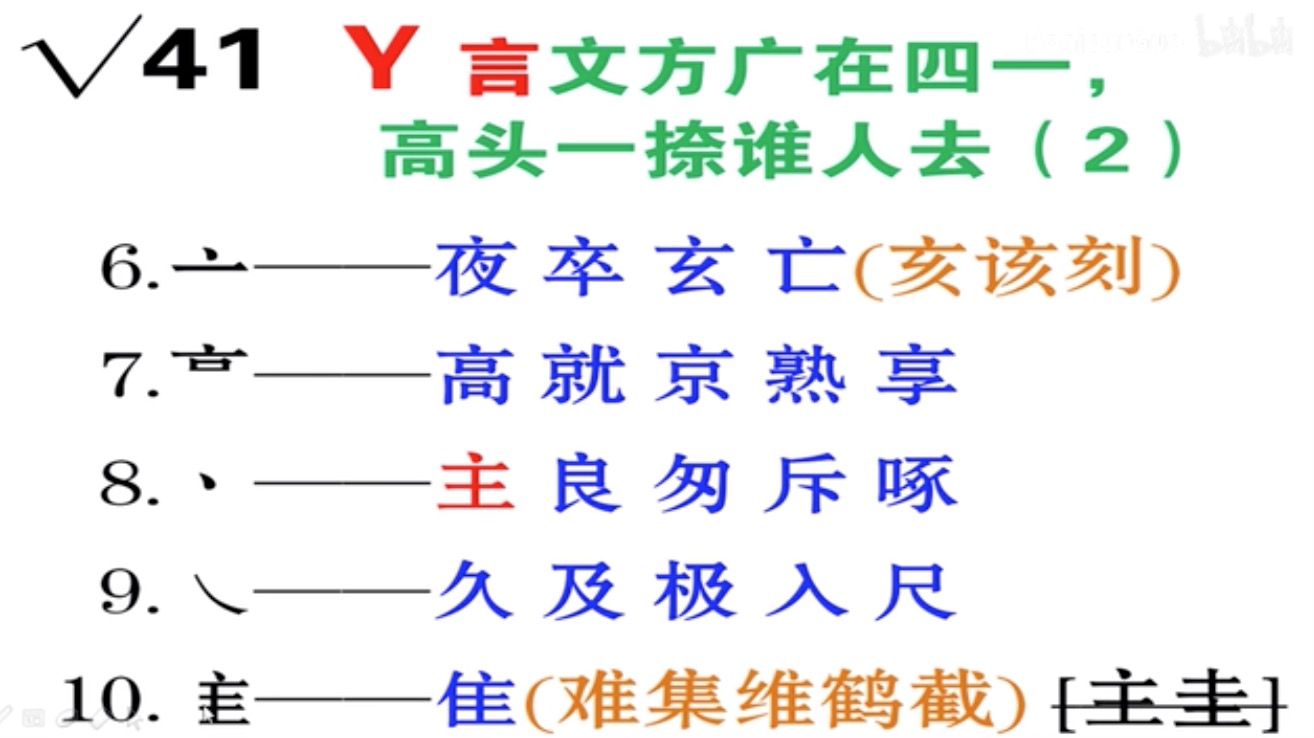 √41 Y 言文方广在四一，
高头一捺谁人去（2）
bilibili
6. 亠——夜 卒 玄 亡(亥该刻)
7. ——高 就 京 熟 享
8. 丶——主 良 匆 斥 啄
9. ㇏——久 及 极 入 尺
10. ——隹(难集维鹤截) [主圭]